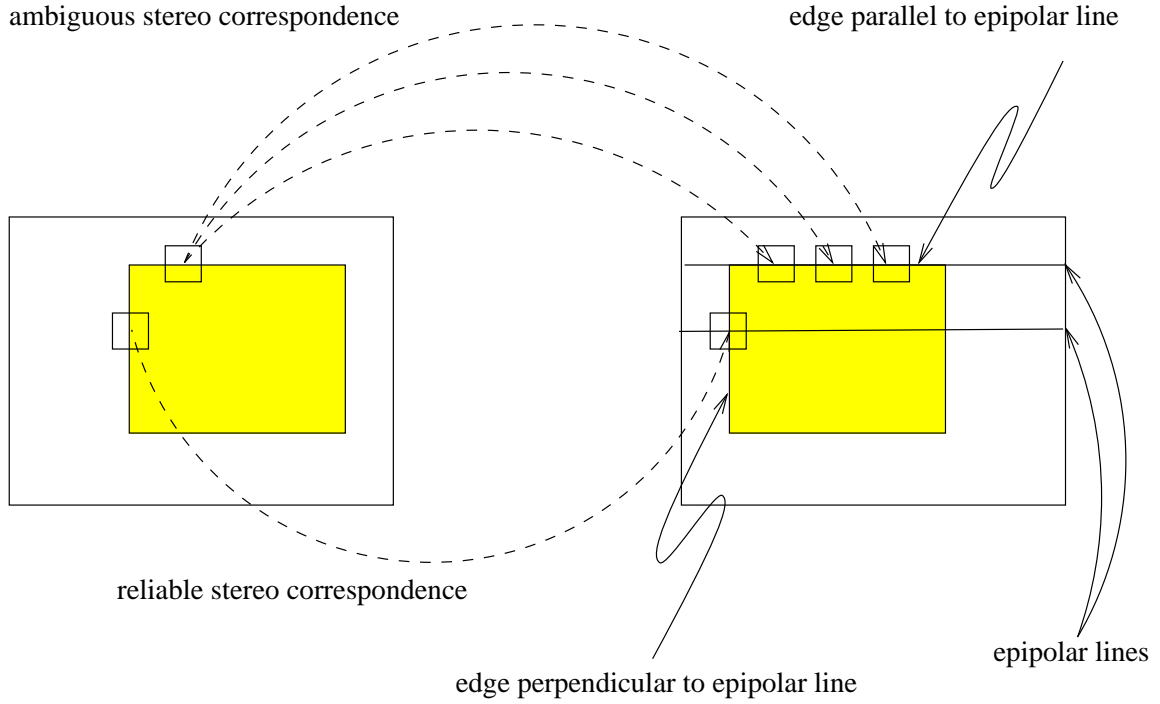 ambiguous stereo correspondence
edge parallel to epipolar line
reliable stereo correspondence
epipolar lines
edge perpendicular to epipolar line